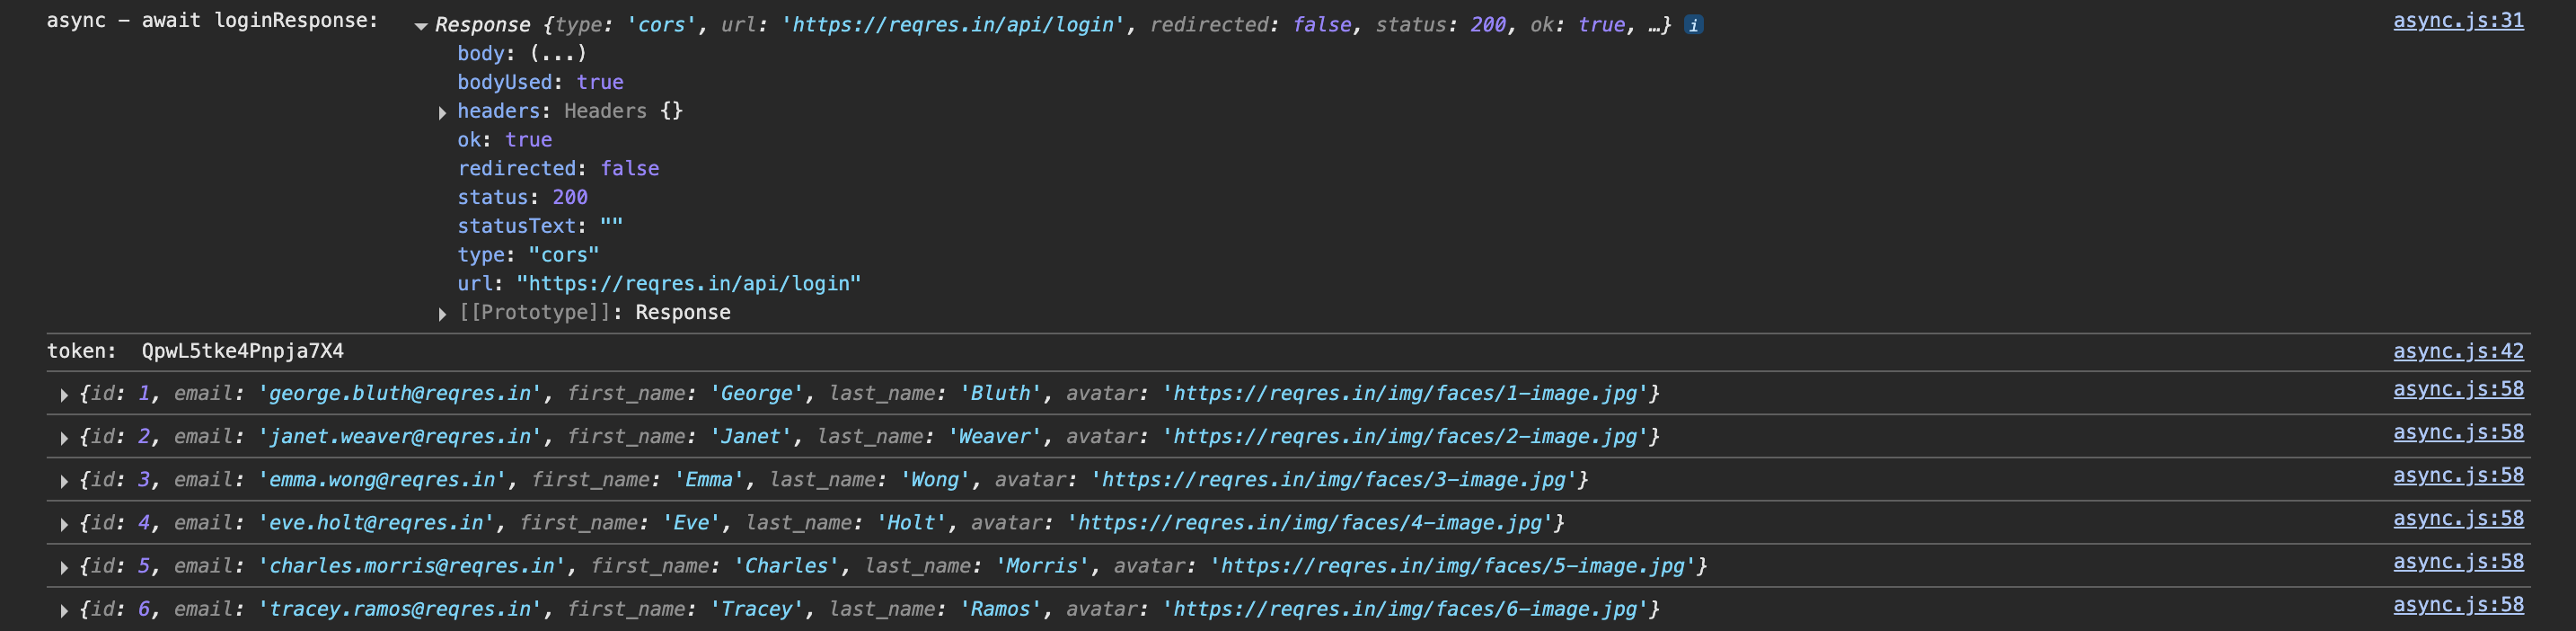 async – await loginResponse: Response {type: 'cors', url: 'https://reqres.in/api/login', redirected: false, status: 200, ok: true, …} i async.js:31
body: (...)
bodyUsed: true
headers: Headers {}
ok: true
redirected: false
status: 200
statusText: ""
type: "cors"
url: "https://reqres.in/api/login"
[[Prototype]]: Response
token: QpwL5tke4Pnpja7X4 async.js:42
{id: 1, email: 'george.bluth@reqres.in', first_name: 'George', last_name: 'Bluth', avatar: 'https://reqres.in/img/faces/1-image.jpg'} async.js:58
{id: 2, email: 'janet.weaver@reqres.in', first_name: 'Janet', last_name: 'Weaver', avatar: 'https://reqres.in/img/faces/2-image.jpg'} async.js:58
{id: 3, email: 'emma.wong@reqres.in', first_name: 'Emma', last_name: 'Wong', avatar: 'https://reqres.in/img/faces/3-image.jpg'} async.js:58
{id: 4, email: 'eve.holt@reqres.in', first_name: 'Eve', last_name: 'Holt', avatar: 'https://reqres.in/img/faces/4-image.jpg'} async.js:58
{id: 5, email: 'charles.morris@reqres.in', first_name: 'Charles', last_name: 'Morris', avatar: 'https://reqres.in/img/faces/5-image.jpg'} async.js:58
{id: 6, email: 'tracey.ramos@reqres.in', first_name: 'Tracey', last_name: 'Ramos', avatar: 'https://reqres.in/img/faces/6-image.jpg'} async.js:58